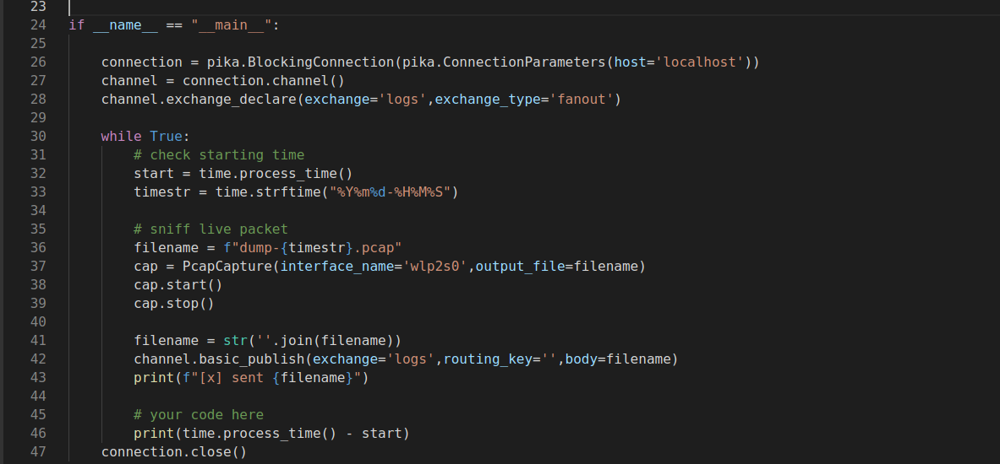 23
24 if __name__ == "__main__":
25
26     connection = pika.BlockingConnection(pika.ConnectionParameters(host='localhost'))
27     channel = connection.channel()
28     channel.exchange_declare(exchange='logs',exchange_type='fanout')
29
30     while True:
31         # check starting time
32         start = time.process_time()
33         timestr = time.strftime("%Y%m%d-%H%M%S")
34
35         # sniff live packet
36         filename = f"dump-{timestr}.pcap"
37         cap = PcapCapture(interface_name='wlp2s0',output_file=filename)
38         cap.start()
39         cap.stop()
40
41         filename = str(''.join(filename))
42         channel.basic_publish(exchange='logs',routing_key='',body=filename)
43         print(f"[x] sent {filename}")
44
45         # your code here
46         print(time.process_time() - start)
47     connection.close()